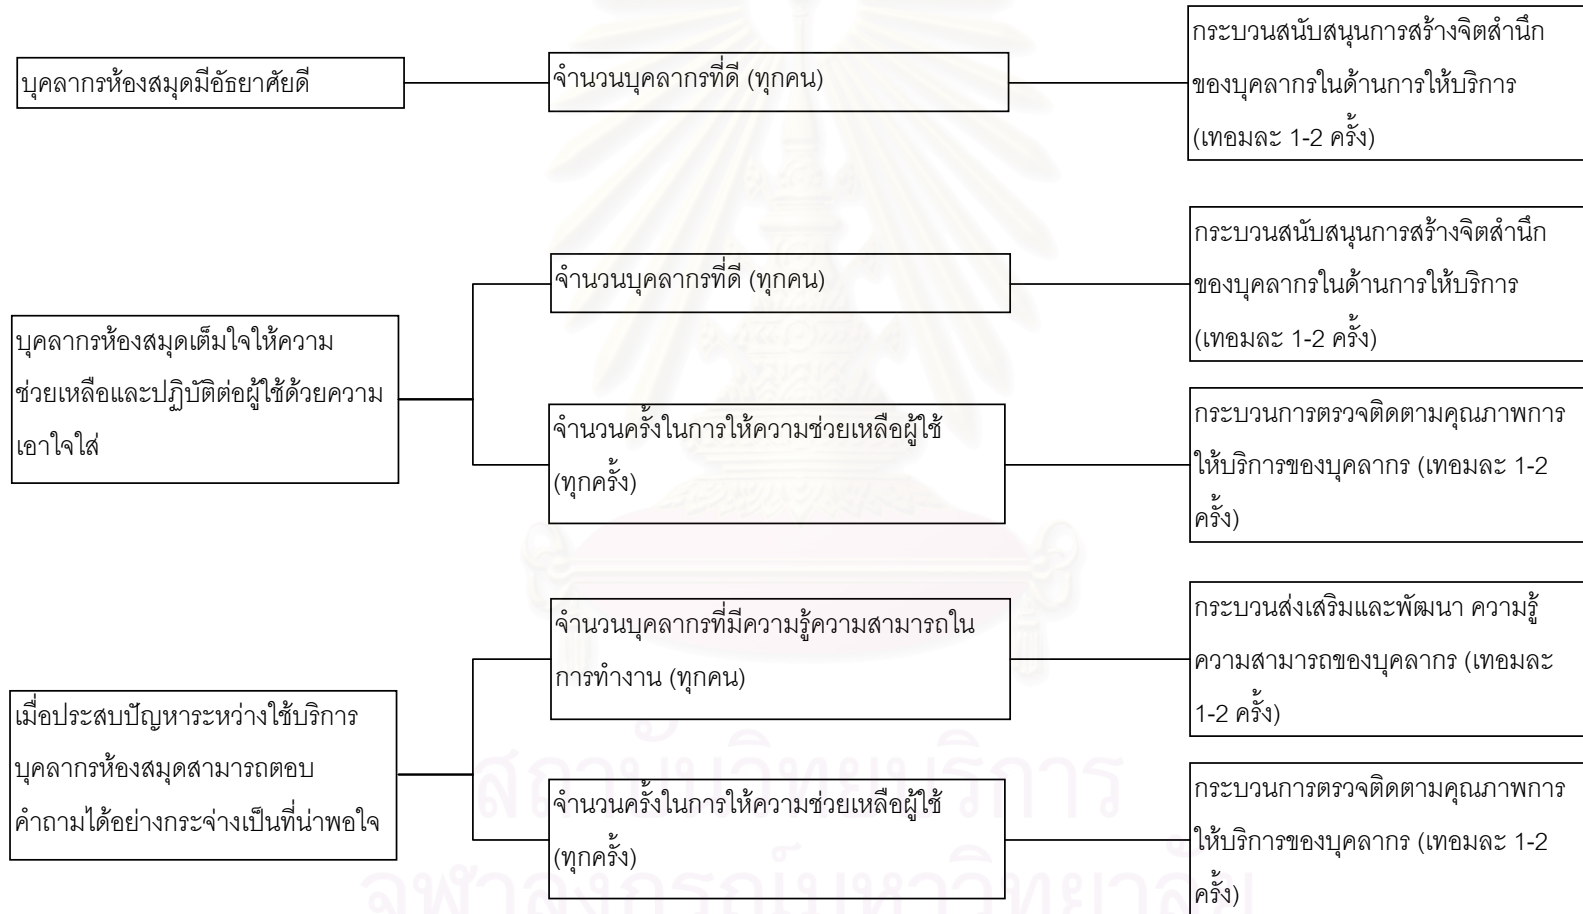 บุคลากรห้องสมุดมีอัธยาศัยดี
จำนวนบุคลากรที่ดี (ทุกคน)
กระบวนสนับสนุนการสร้างจิตสำนึก
ของบุคลากรในด้านการให้บริการ
(เทอมละ 1-2 ครั้ง)
บุคลากรห้องสมุดเต็มใจให้ความ
ช่วยเหลือและปฏิบัติต่อผู้ใช้ด้วยความ
เอาใจใส่
จำนวนบุคลากรที่ดี (ทุกคน)
กระบวนสนับสนุนการสร้างจิตสำนึก
ของบุคลากรในด้านการให้บริการ
(เทอมละ 1-2 ครั้ง)
จำนวนครั้งในการให้ความช่วยเหลือผู้ใช้
(ทุกครั้ง)
กระบวนการตรวจติดตามคุณภาพการ
ให้บริการของบุคลากร (เทอมละ 1-2
ครั้ง)
เมื่อประสบปัญหาระหว่างใช้บริการ
บุคลากรห้องสมุดสามารถตอบ
คำถามได้อย่างกระจ่างเป็นที่น่าพอใจ
จำนวนบุคลากรที่มีความรู้ความสามารถใน
การทำงาน (ทุกคน)
กระบวนส่งเสริมและพัฒนา ความรู้
ความสามารถของบุคลากร (เทอมละ
1-2 ครั้ง)
จำนวนครั้งในการให้ความช่วยเหลือผู้ใช้
(ทุกครั้ง)
กระบวนการตรวจติดตามคุณภาพการ
ให้บริการของบุคลากร (เทอมละ 1-2
ครั้ง)
สถาบันวิทยบริการ
จุฬาลงกรณ์มหาวิทยาลัย